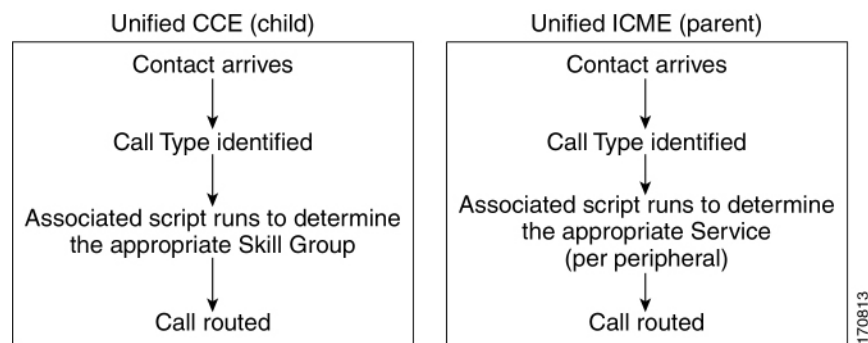 Unified CCE (child)
Contact arrives
Call Type identified
Associated script runs to determine
the appropriate Skill Group
Call routed
Unified ICME (parent)
Contact arrives
Call Type identified
Associated script runs to determine
the appropriate Service
(per peripheral)
Call routed
170813